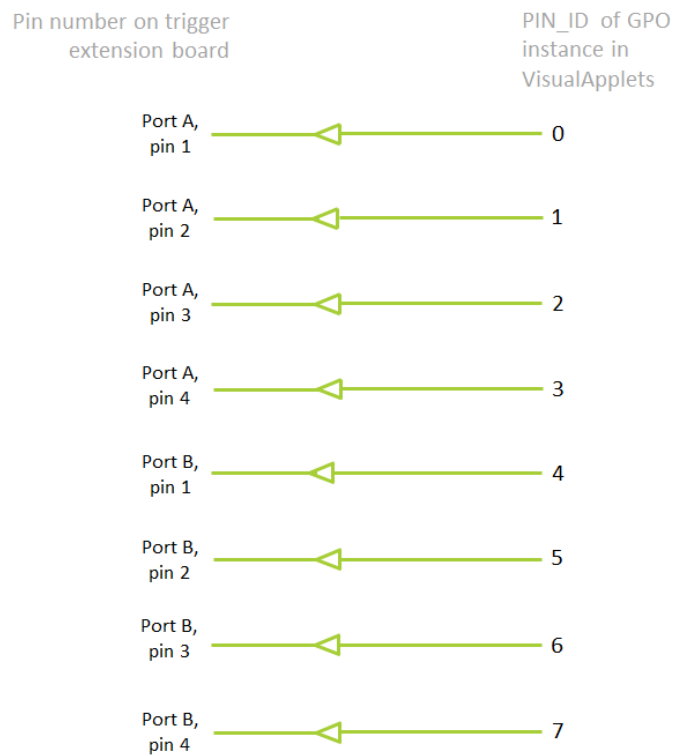 Pin number on trigger
extension board
PIN_ID of GPO
instance in
VisualApplets
Port A,
pin 1
0
Port A,
pin 2
1
Port A,
pin 3
2
Port A,
pin 4
3
Port B,
pin 1
4
Port B,
pin 2
5
Port B,
pin 3
6
Port B,
pin 4
7